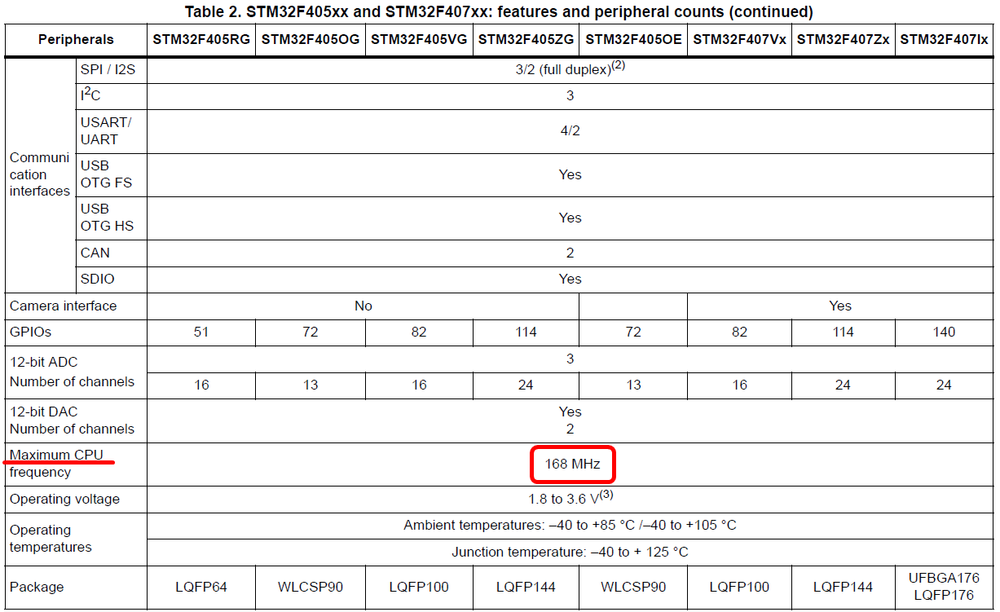 Table 2. STM32F405xx and STM32F407xx: features and peripheral counts (continued)
Peripherals STM32F405RG STM32F405OG STM32F405VG STM32F405ZG STM32F405OE STM32F407Vx STM32F407Zx STM32F407Ix
Communi
cation
interfaces
SPI / I2S 3/2 (full duplex)(2)
I2C 3
USART/
UART 4/2
USB
OTG FS Yes
USB
OTG HS Yes
CAN 2
SDIO Yes
Camera interface No Yes
GPIOs 51 72 82 114 72 82 114 140
12-bit ADC 3
Number of channels 16 13 16 24 13 16 24 24
12-bit DAC Yes
Number of channels 2
Maximum CPU
frequency 168 MHz
Operating voltage 1.8 to 3.6 V(3)
Operating
temperatures
Ambient temperatures: –40 to +85 °C /–40 to +105 °C
Junction temperature: –40 to + 125 °C
Package LQFP64 WLCSP90 LQFP100 LQFP144 WLCSP90 LQFP100 LQFP144 UFBGA176
LQFP176